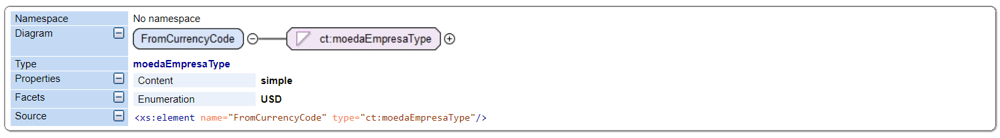 Namespace No namespace
Diagram FromCurrencyCode ct:moedaEmpresaType
Type moedaEmpresaType
Properties Content simple
Facets Enumeration USD
Source <xs:element name="FromCurrencyCode" type="ct:moedaEmpresaType"/>